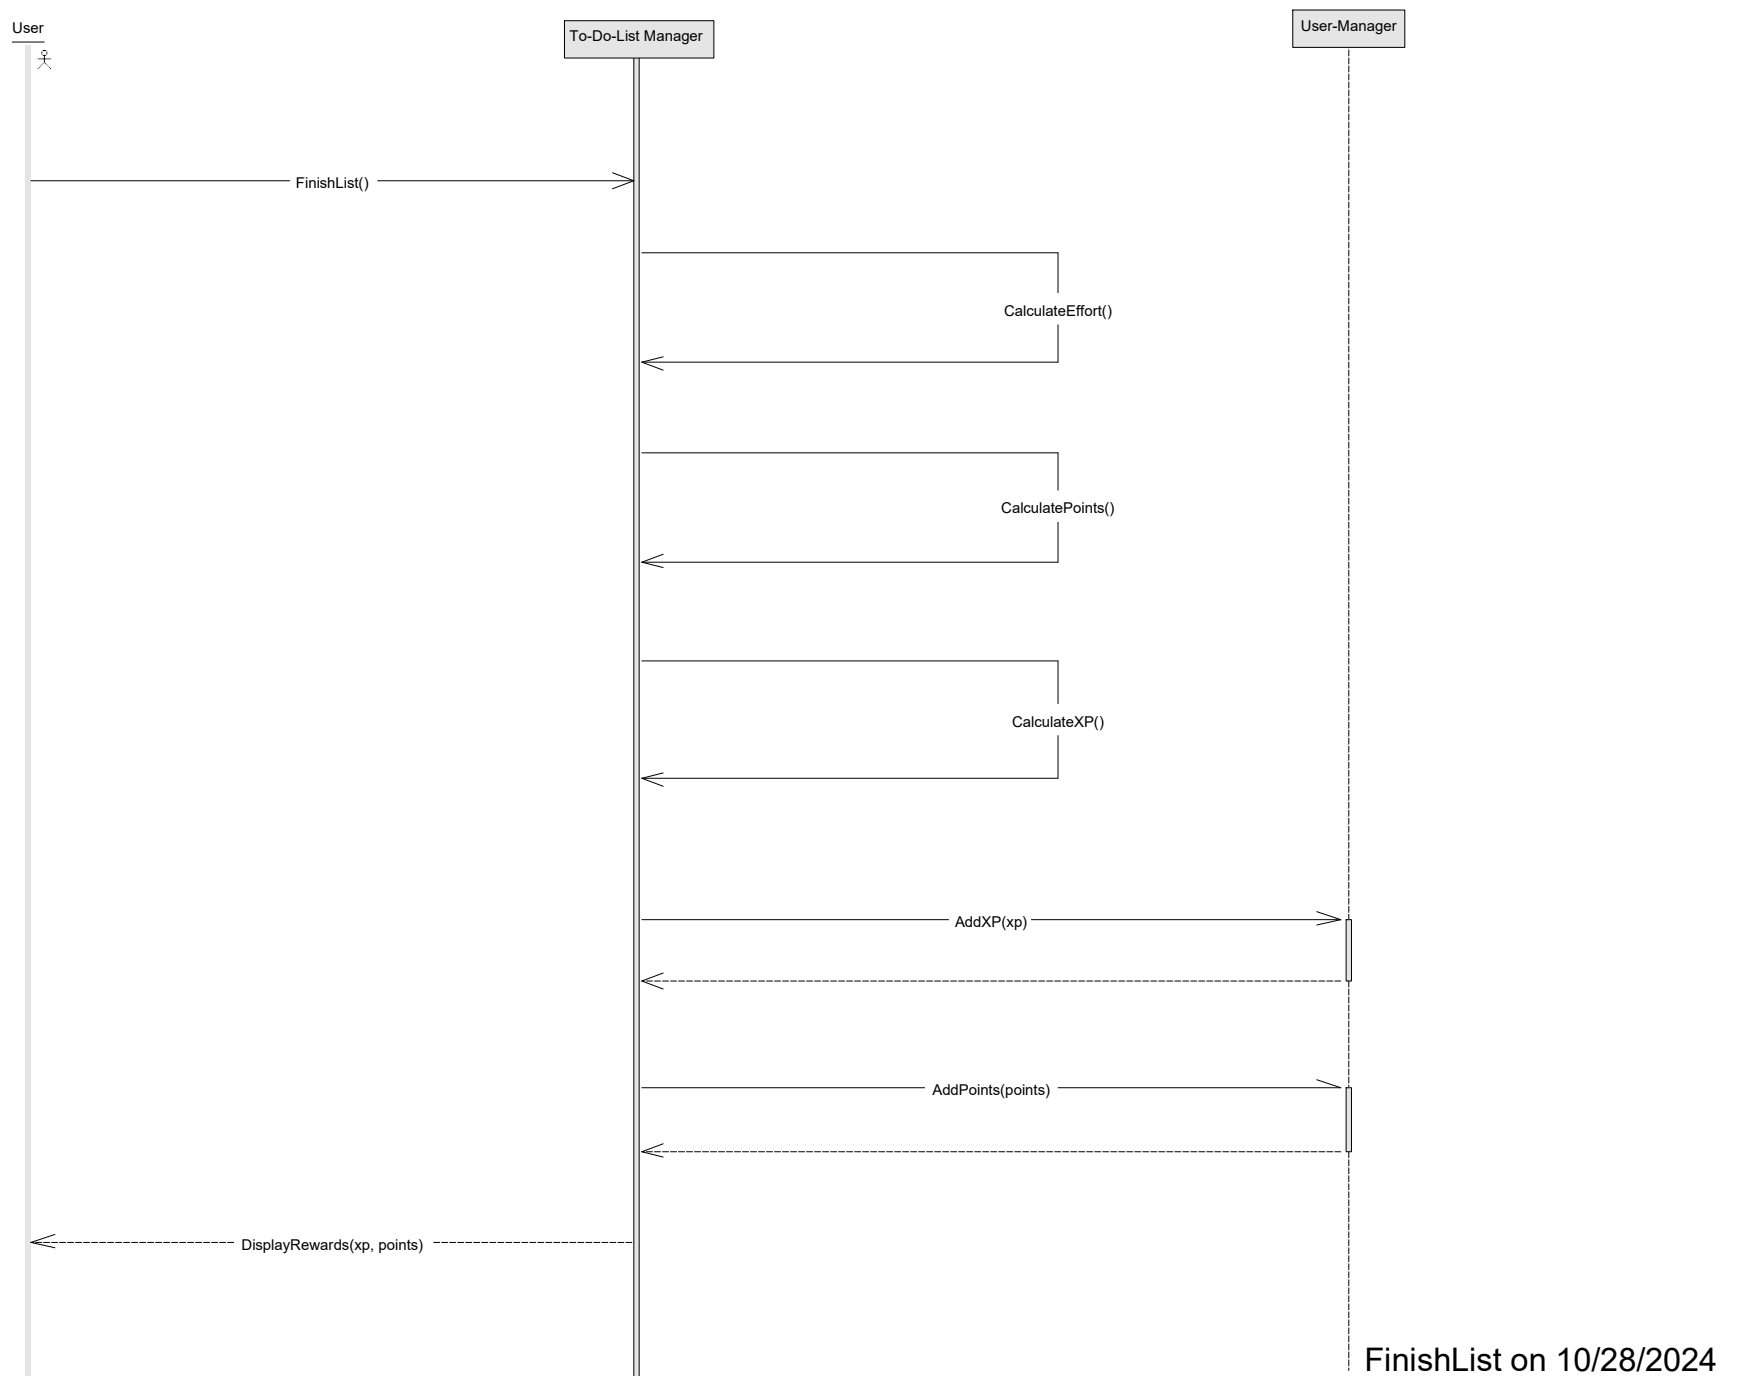 User
To-Do-List Manager
User-Manager
FinishList()
CalculateEffort()
CalculatePoints()
CalculateXP()
AddXP(xp)
AddPoints(points)
DisplayRewards(xp, points)
FinishList on 10/28/2024